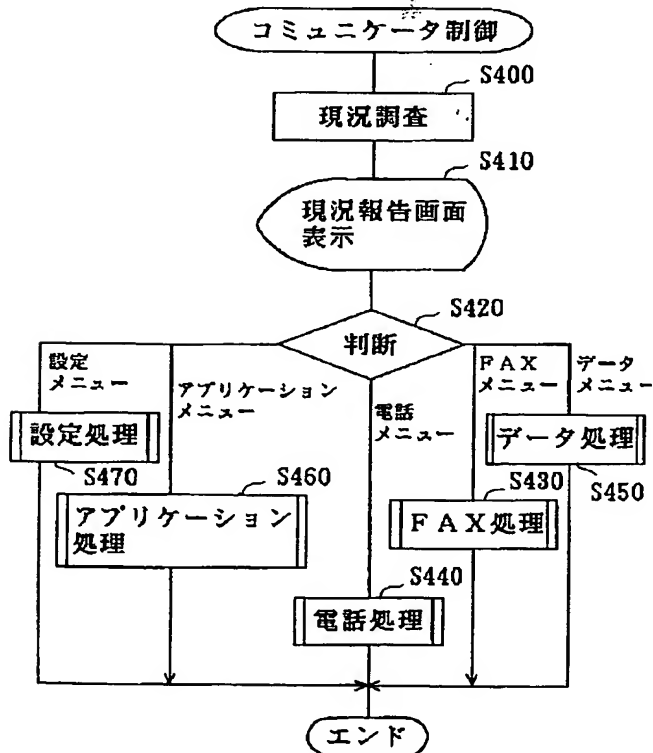 コミュニケータ制御
S400
現況調査
S410
現況報告画面
表示
S420
判断
設定
メニュー
アプリケーション
メニュー
電話
メニュー
ＦＡＸ
メニュー
データ
メニュー
設定処理
S470
データ処理
S450
S460
アプリケーション
処理
S430
ＦＡＸ処理
S440
電話処理
エンド